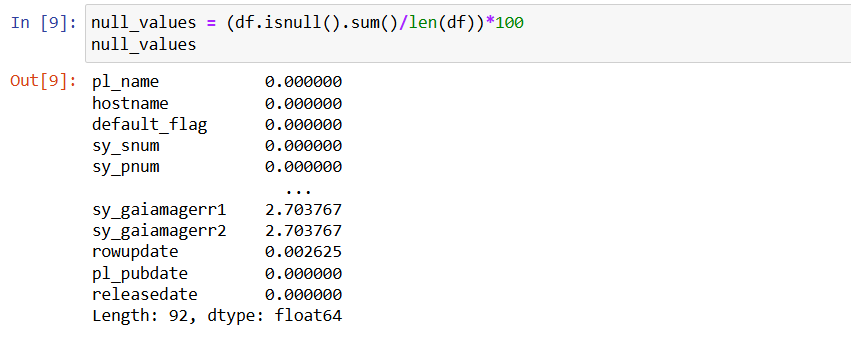 In [9]: null_values = (df.isnull().sum()/len(df))*100
null_values
Out[9]: pl_name 0.000000
hostname 0.000000
default_flag 0.000000
sy_snum 0.000000
sy_pnum 0.000000
...
sy_gaiamagerr1 2.703767
sy_gaiamagerr2 2.703767
rowupdate 0.002625
pl_pubdate 0.000000
releasedate 0.000000
Length: 92, dtype: float64